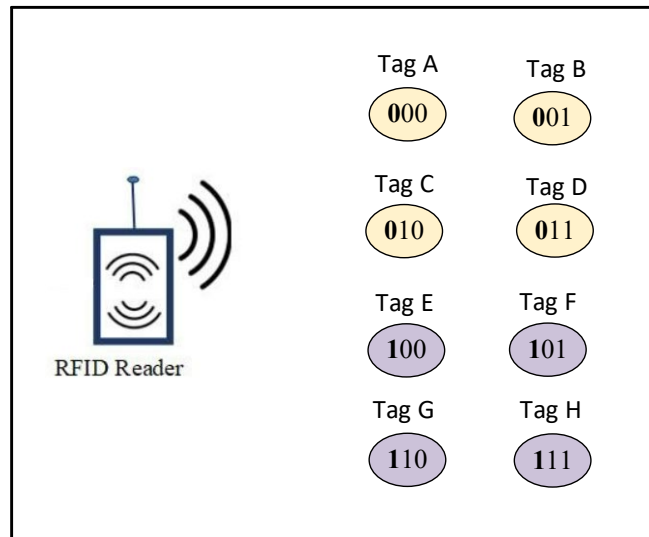 Tag A
Tag B
000
001
Tag C
Tag D
010
011
Tag E
Tag F
100
101
RFID Reader
Tag G
Tag H
110
111